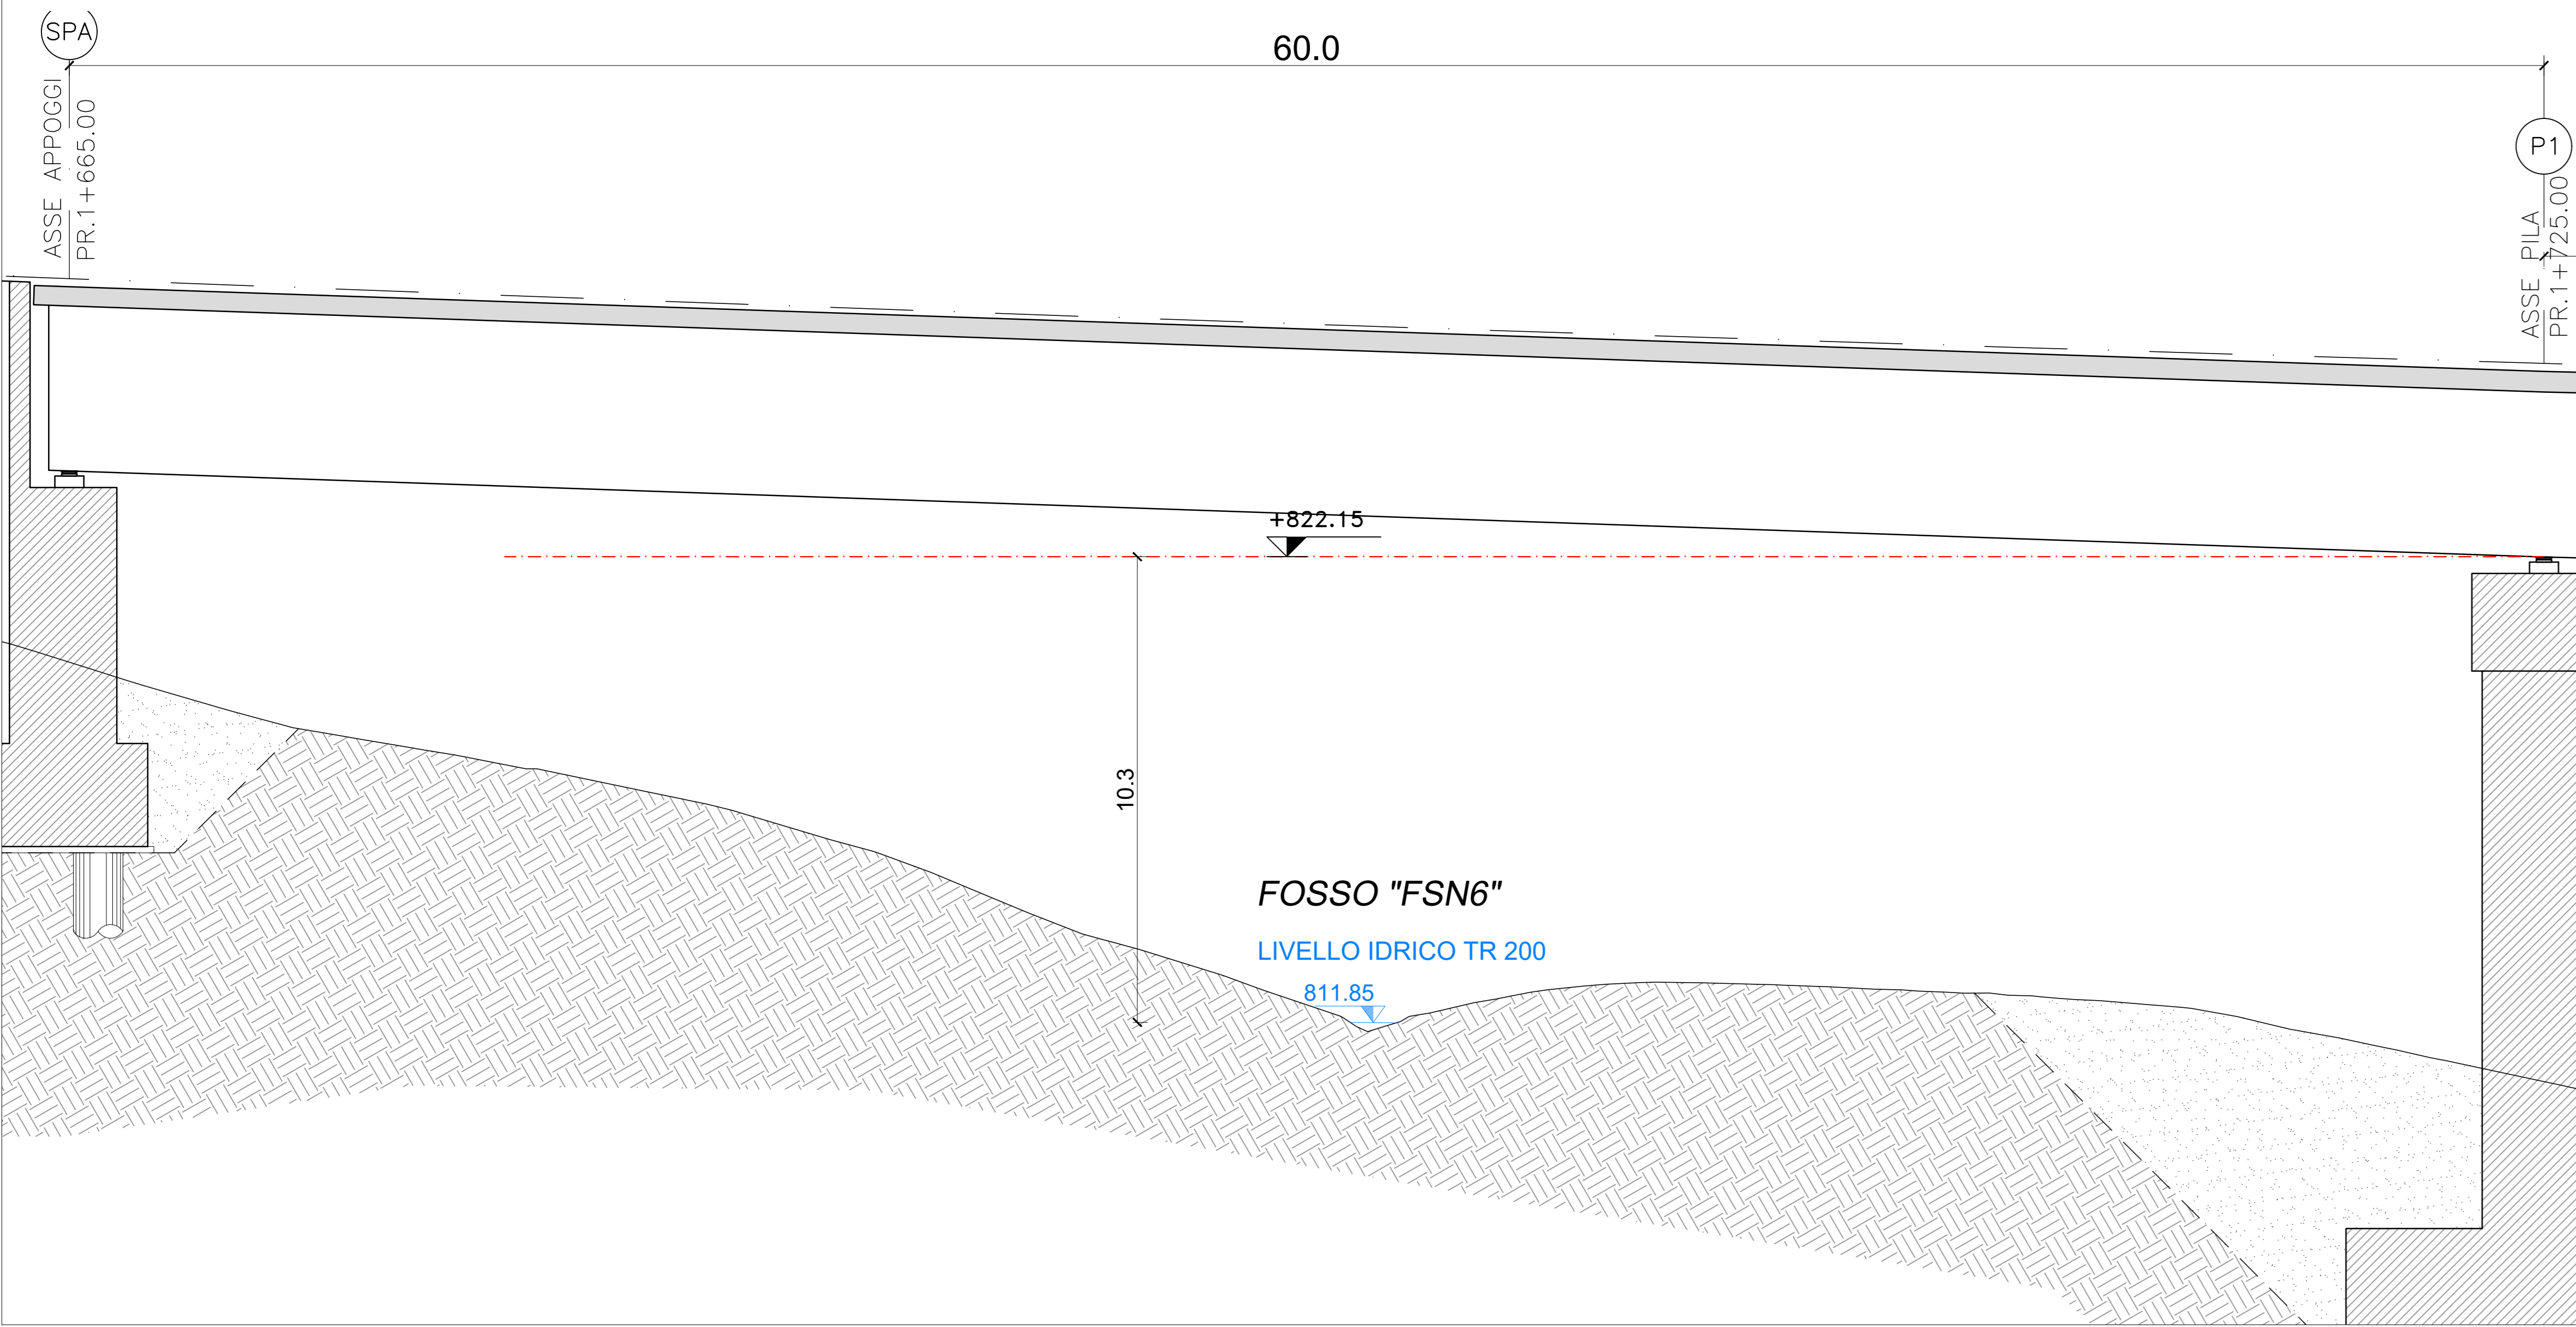 SPA
60.0
ASSE APPOGGI
PR.1+665.00
P1
ASSE PILA
PR.1+725.00
+822.15
10.3
FOSSO "FSN6"
LIVELLO IDRICO TR 200
811.85